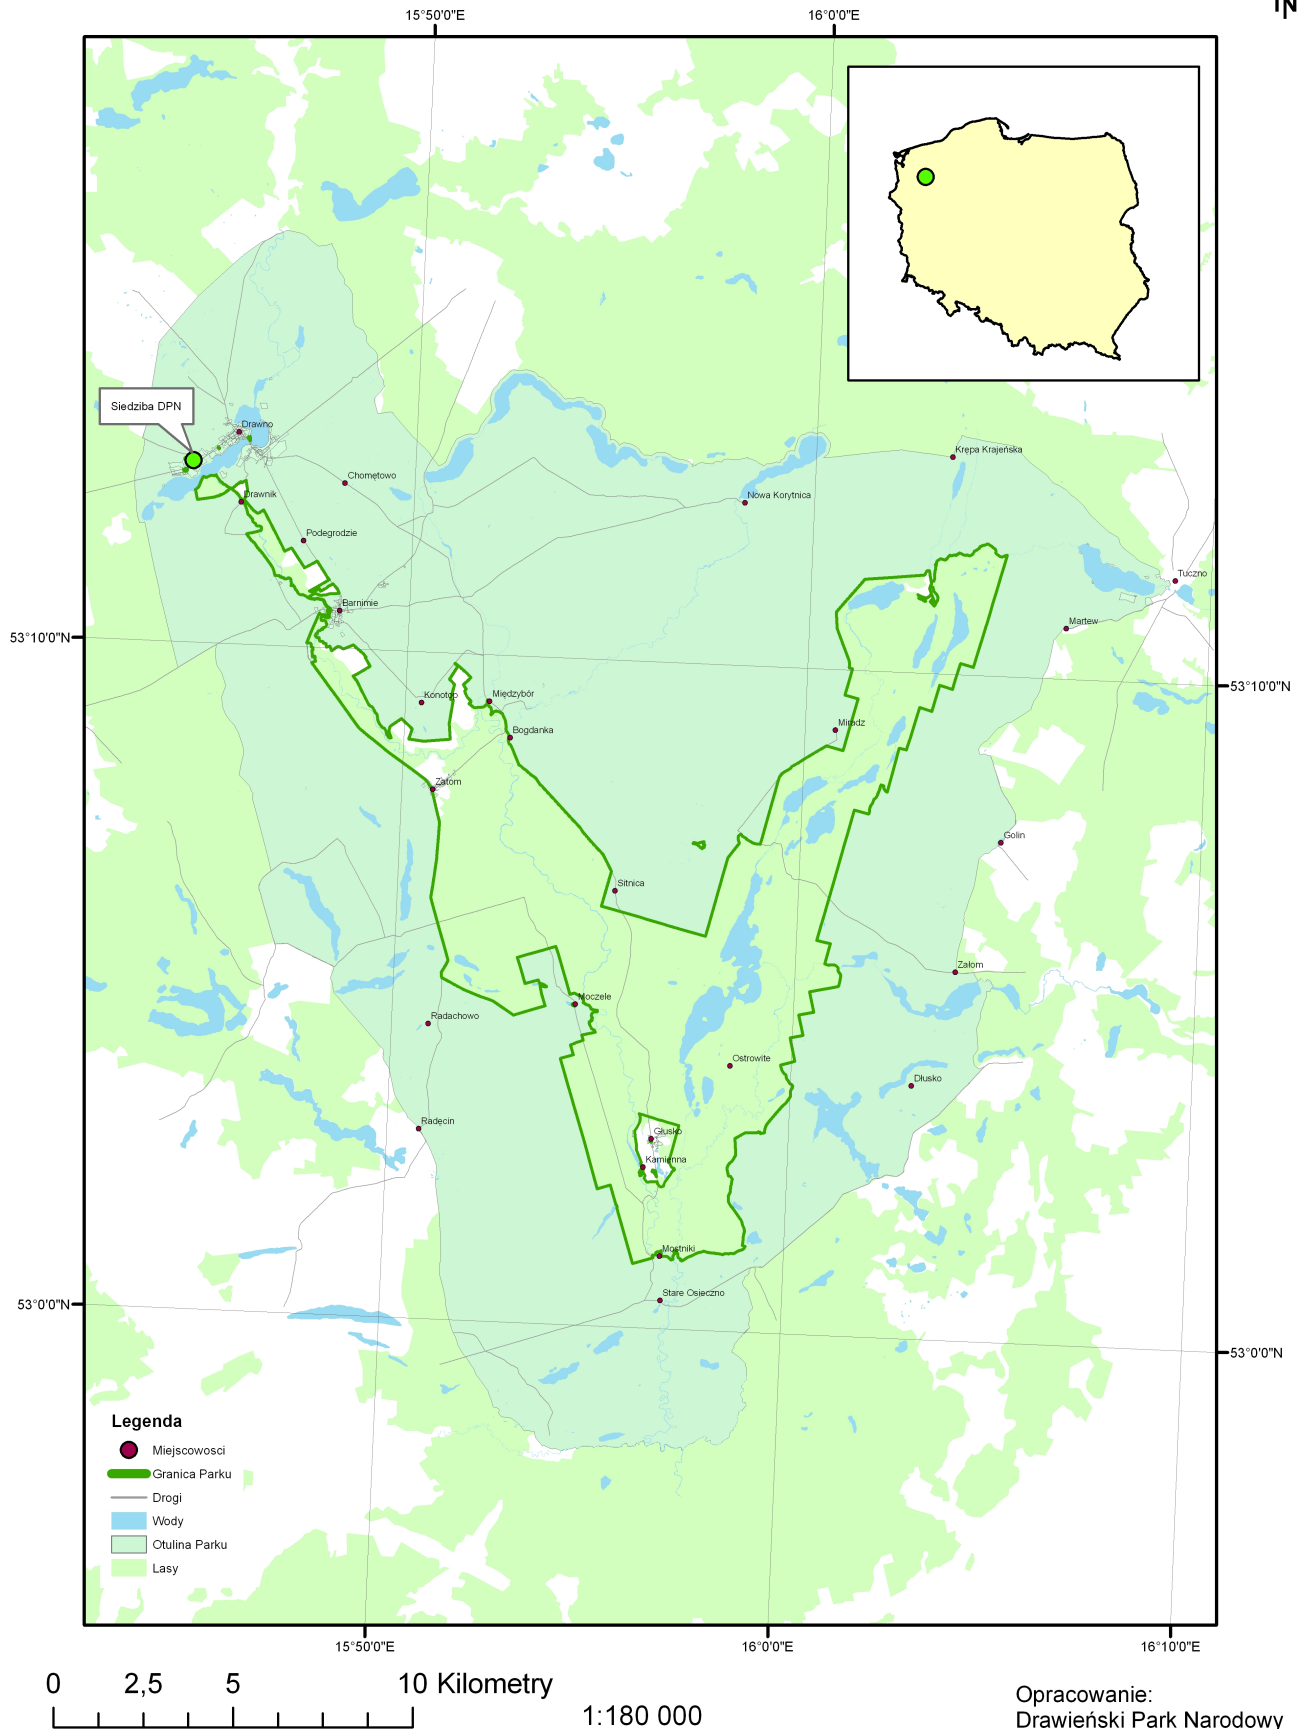 15°50'0"E
16°0'0"E
N
Siedziba DPN
Drawno
Chomętowo
Krępa Krajeńska
Drawnik
Nowa Korytnica
Podegrodzie
Tuczno
Barnimie
Martew
53°10'0"N
53°10'0"N
Konotop
Międzybór
Bogdanka
Miradz
Zatom
Golin
Sitnica
Załom
Moczele
Radachowo
Ostrowite
Dłusko
Radęcin
Głusko
Kamienna
Mostniki
Stare Osieczno
53°0'0"N
53°0'0"N
Legenda
Miejscowosci
Granica Parku
Drogi
Wody
Otulina Parku
Lasy
15°50'0"E
16°0'0"E
16°10'0"E
0 2,5 5 10 Kilometry
1:180 000
Opracowanie:
Drawieński Park Narodowy